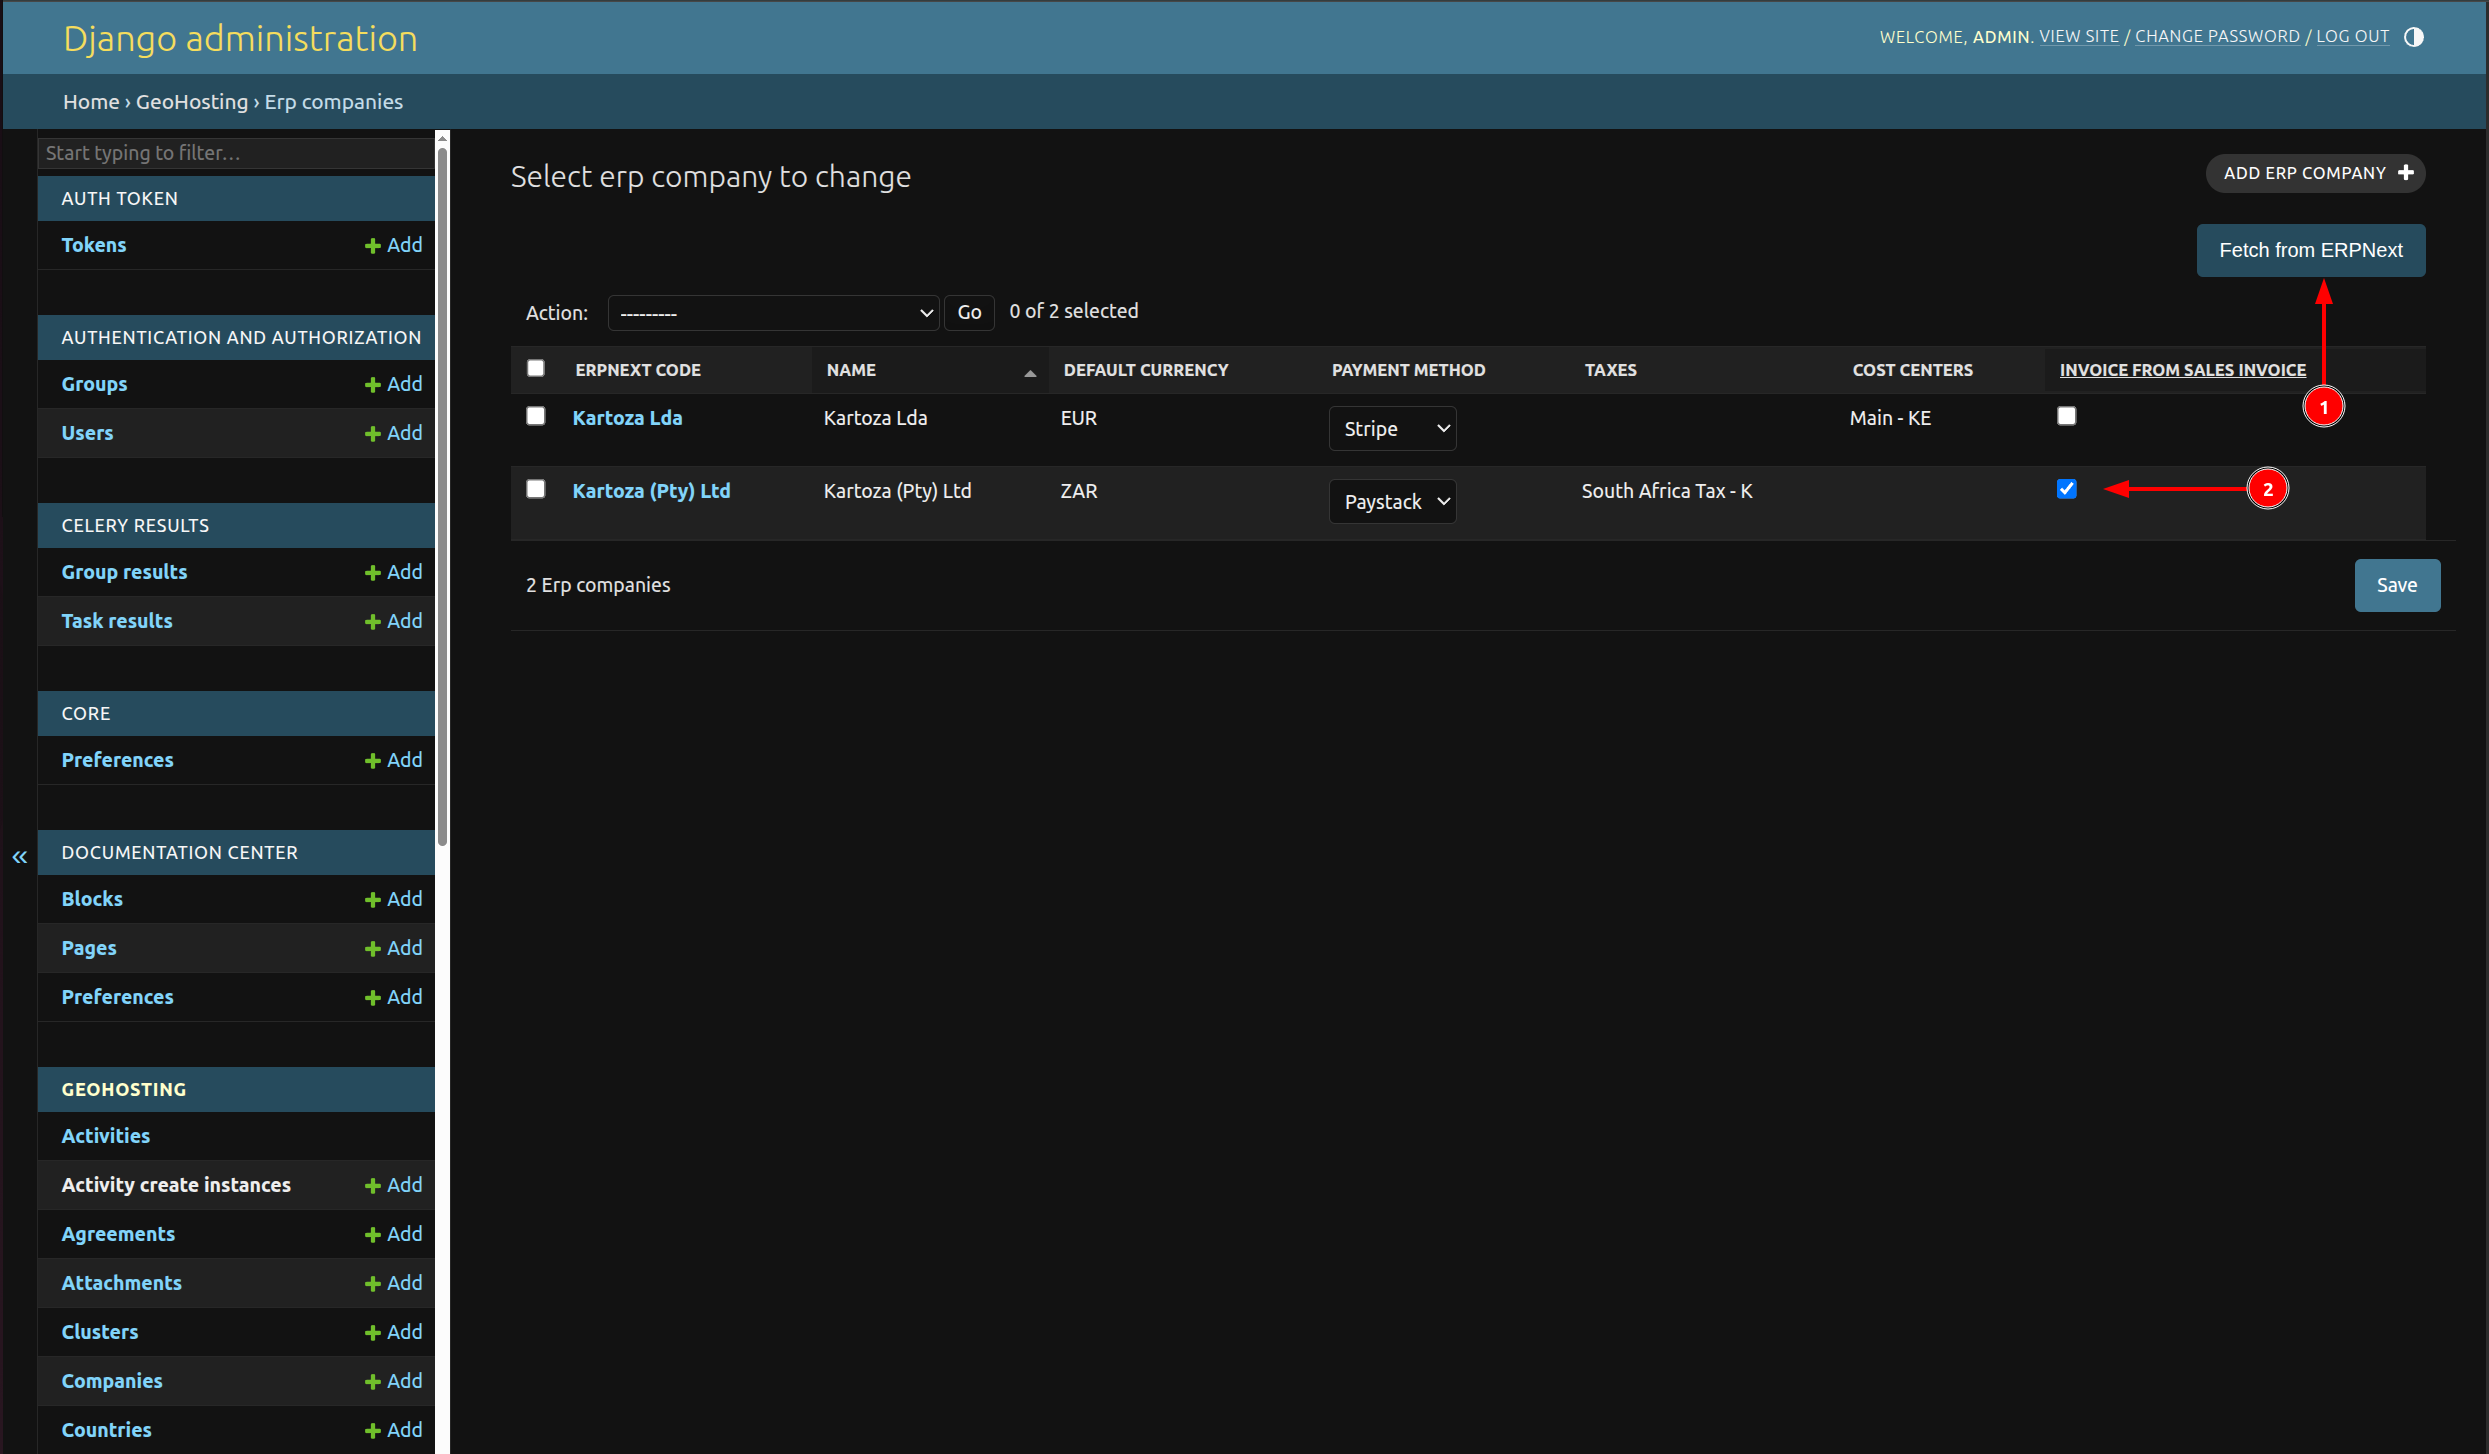 Django administration
WELCOME, ADMIN. VIEW SITE / CHANGE PASSWORD / LOG OUT
Home › GeoHosting › Erp companies
Start typing to filter…
AUTH TOKEN
Tokens Add
AUTHENTICATION AND AUTHORIZATION
Groups Add
Users Add
CELERY RESULTS
Group results Add
Task results Add
CORE
Preferences Add
DOCUMENTATION CENTER
Blocks Add
Pages Add
Preferences Add
GEOHOSTING
Activities
Activity create instances Add
Agreements Add
Attachments Add
Clusters Add
Companies Add
Countries Add
«
Select erp company to change
ADD ERP COMPANY
Fetch from ERPNext
Action: --------- Go 0 of 2 selected
ERPNEXT CODE NAME DEFAULT CURRENCY PAYMENT METHOD TAXES COST CENTERS INVOICE FROM SALES INVOICE
1
Kartoza Lda Kartoza Lda EUR Stripe Main - KE
Kartoza (Pty) Ltd Kartoza (Pty) Ltd ZAR Paystack South Africa Tax - K
2
2 Erp companies
Save